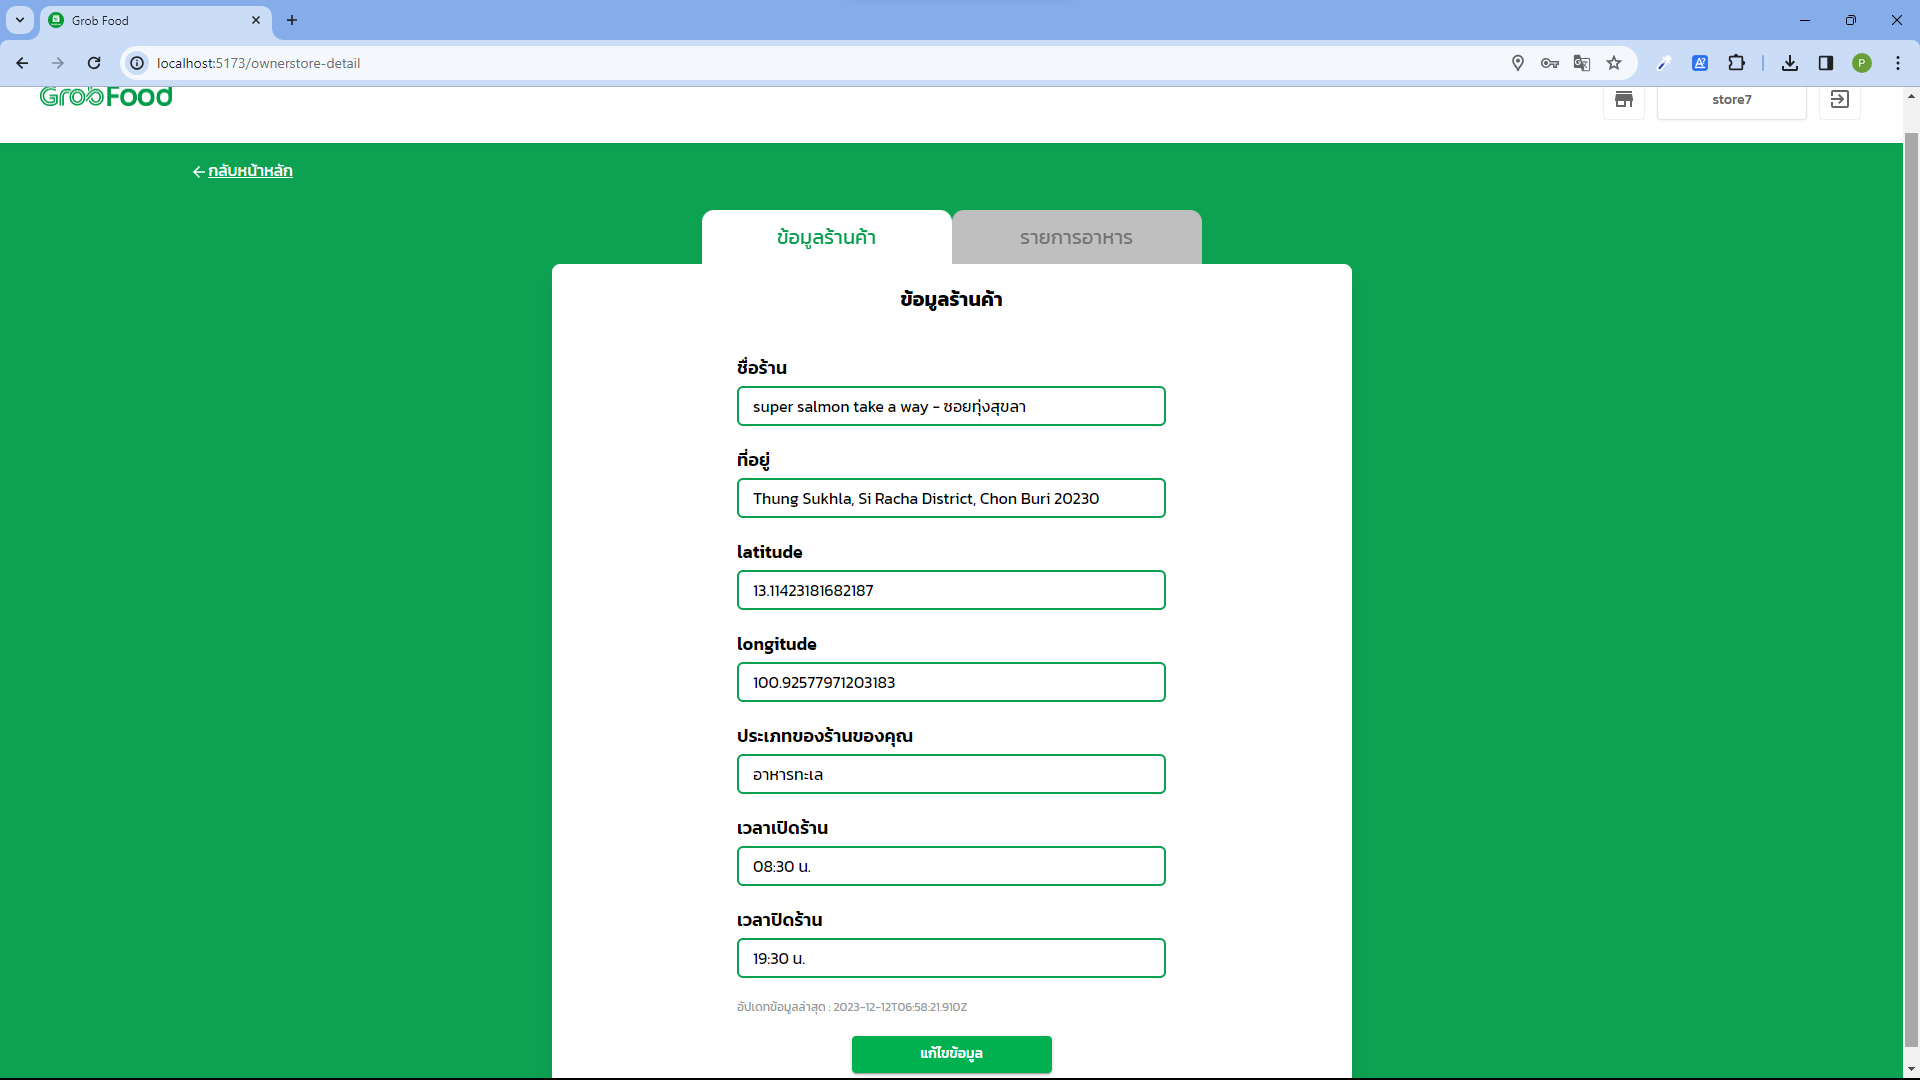 Grob Food
localhost:5173/ownerstore-detail
P
GrobFood
store7
กลับหน้าหลัก
ข้อมูลร้านค้า
รายการอาหาร
ข้อมูลร้านค้า
ชื่อร้าน
super salmon take a way - ซอยทุ่งสุขลา
ที่อยู่
Thung Sukhla, Si Racha District, Chon Buri 20230
latitude
13.11423181682187
longitude
100.92577971203183
ประเภทของร้านของคุณ
อาหารทะเล
เวลาเปิดร้าน
08:30 น.
เวลาปิดร้าน
19:30 น.
อัปเดทข้อมูลล่าสุด : 2023-12-12T06:58:21.910Z
แก้ไขข้อมูล